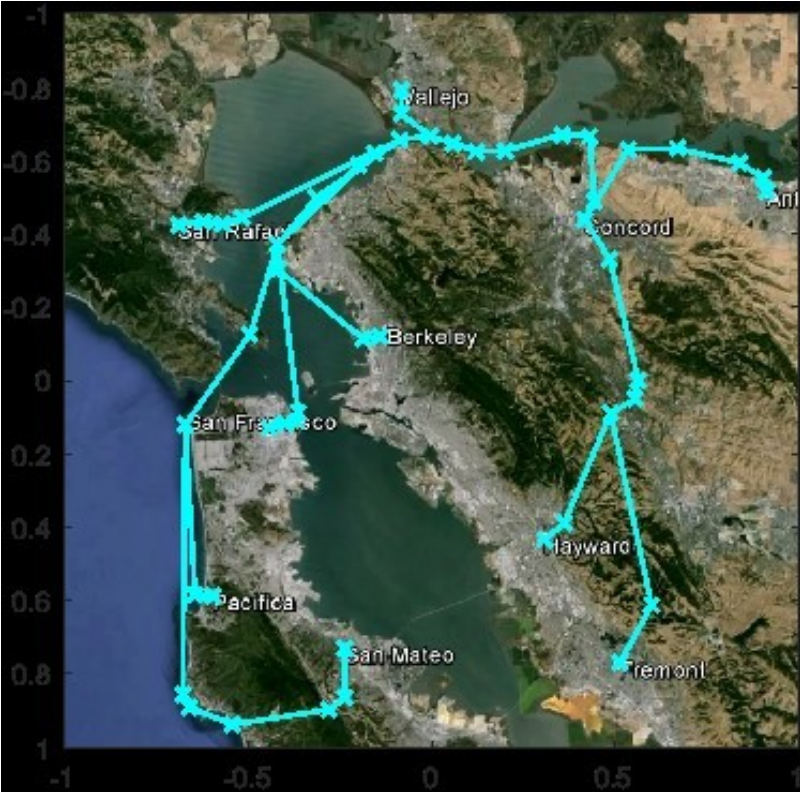 -1
-0.8
Vallejo
-0.6
Ant
San Rafael
-0.4
Concord
-0.2
Berkeley
0
San Francisco
0.2
0.4
Hayward
0.6
Pacifica
San Mateo
0.8
Fremont
1
-1
-0.5
0
0.5
1